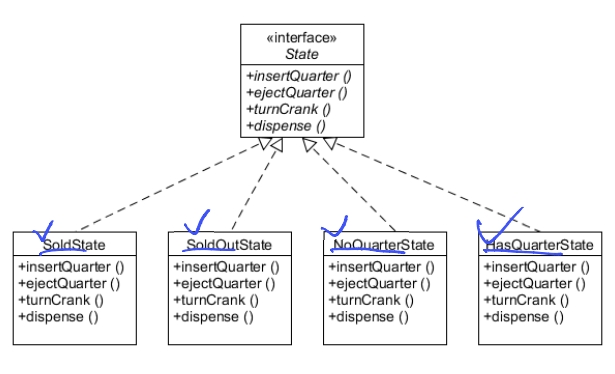 «interface»
State
+insertQuarter ()
+ejectQuarter ()
+turnCrank ()
+dispense ()
SoldState
+insertQuarter ()
+ejectQuarter ()
+turnCrank ()
+dispense ()
SoldOutState
+insertQuarter ()
+ejectQuarter ()
+turnCrank ()
+dispense ()
NoQuarterState
+insertQuarter ()
+ejectQuarter ()
+turnCrank ()
+dispense ()
HasQuarterState
+insertQuarter ()
+ejectQuarter ()
+turnCrank ()
+dispense ()